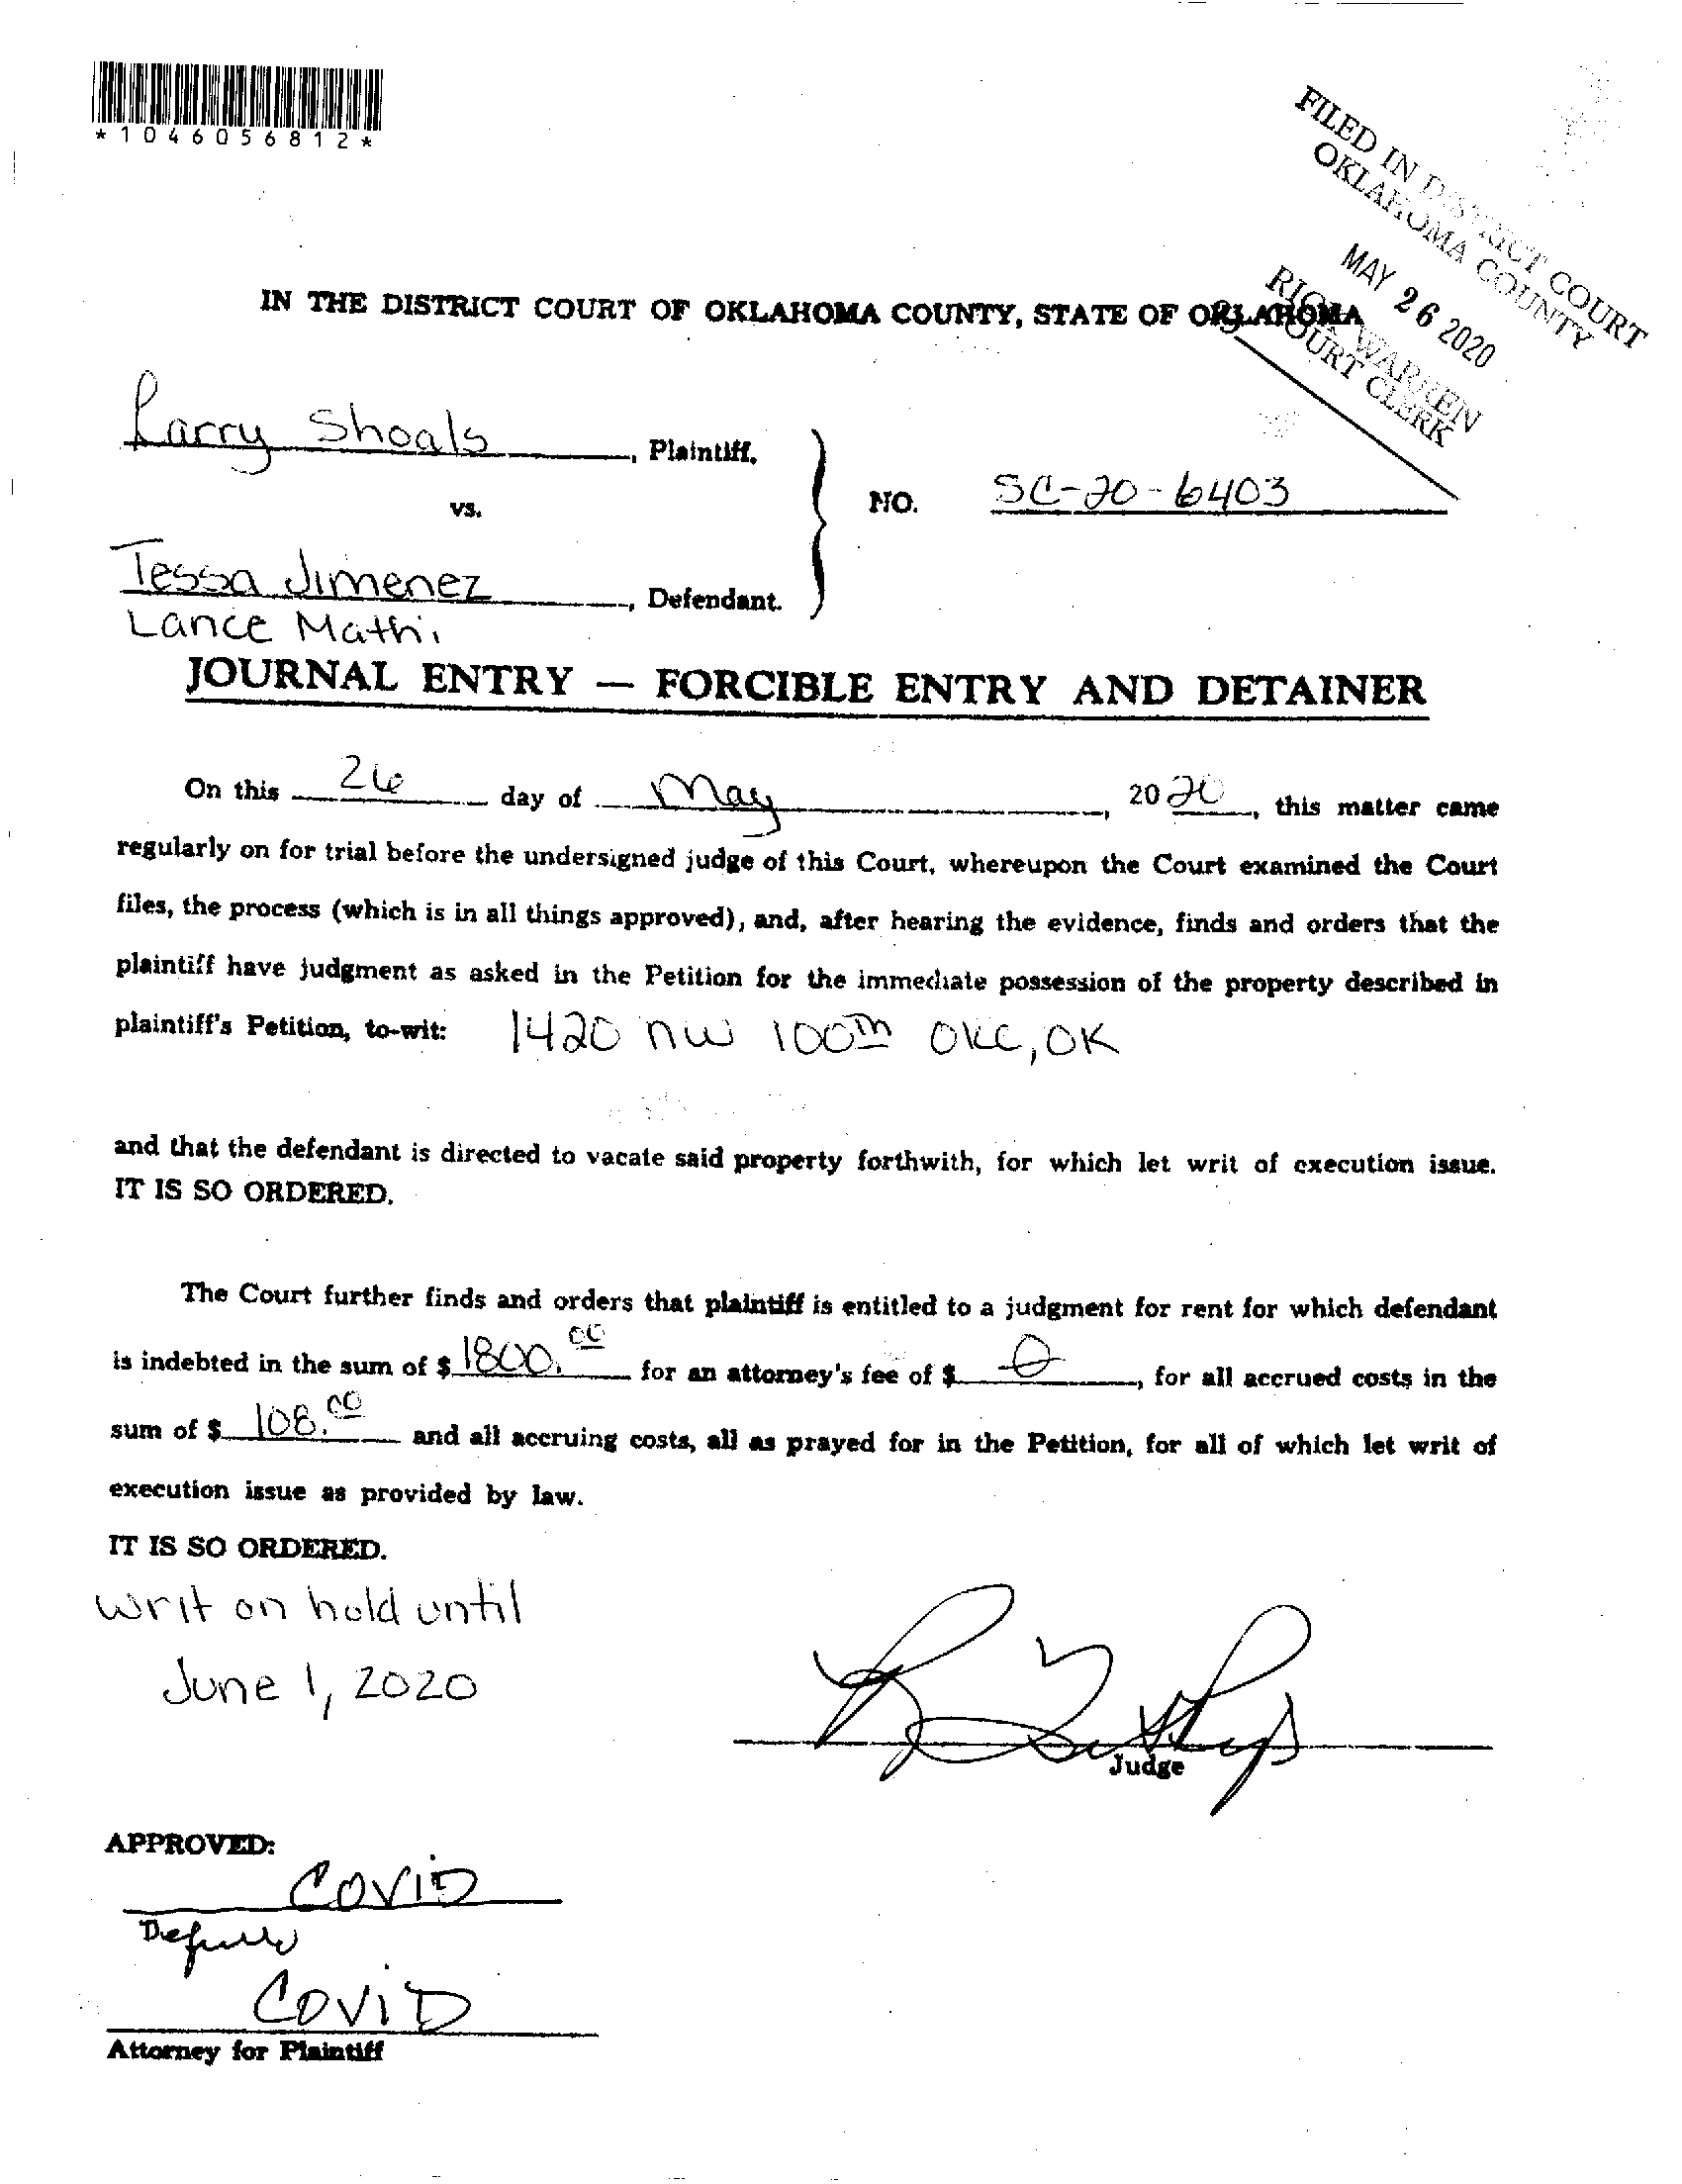 *1046056812*
FILED IN DISTRICT COURT
OKLAHOMA COUNTY
MAY 26 2020
RICK WARREN
COURT CLERK
IN THE DISTRICT COURT OF OKLAHOMA COUNTY, STATE OF OKLAHOMA
Larry Shoals, Plaintiff,
vs.
NO. SC-20-6403
Tessa Jimenez, Defendant.
Lance Mathi
JOURNAL ENTRY — FORCIBLE ENTRY AND DETAINER
On this 26 day of May, 2020, this matter came
regularly on for trial before the undersigned judge of this Court, whereupon the Court examined the Court
files, the process (which is in all things approved), and, after hearing the evidence, finds and orders that the
plaintiff have judgment as asked in the Petition for the immediate possession of the property described in
plaintiff's Petition, to-wit: 1420 NW 100th OKC, OK
and that the defendant is directed to vacate said property forthwith, for which let writ of execution issue.
IT IS SO ORDERED.
The Court further finds and orders that plaintiff is entitled to a judgment for rent for which defendant
is indebted in the sum of $ 1800.00 for an attorney's fee of $ 0, for all accrued costs in the
sum of $ 108.00 and all accruing costs, all as prayed for in the Petition, for all of which let writ of
execution issue as provided by law.
IT IS SO ORDERED.
writ on hold until
June 1, 2020
Judge
APPROVED:
COVID
COVID
Attorney for Plaintiff